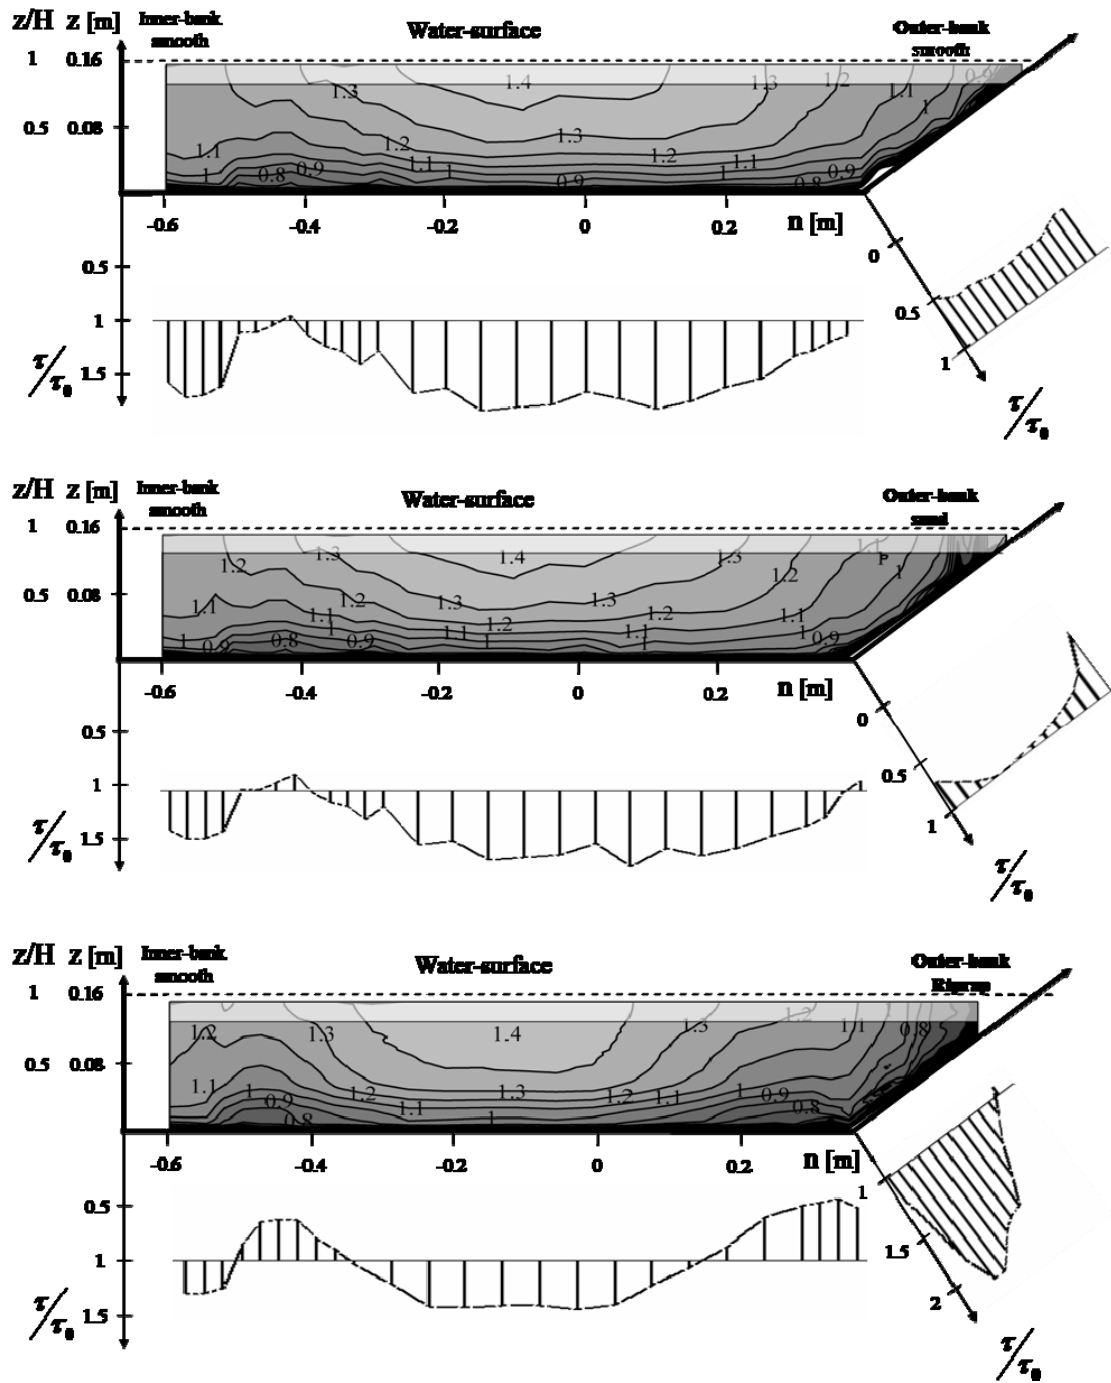 z/H z [m] Inner-bank smooth Water-surface Outer-bank smooth
1 0.16
1.4 1.3 1.3 1.2 0.9
1.3 1.1 1
0.5 0.08 1.3
1.1 1.2 1.2 1.1
1 0.8 0.9 1.1 1 0.9 1 0.8 0.9
-0.6 -0.4 -0.2 0 0.2 n [m]
0
0.5 0.5
1 1
τ/τ0 1.5 τ/τ0
z/H z [m] Inner-bank smooth Water-surface Outer-bank sand
1 0.16
1.3 1.4 1.3 1.1
1.2 1.2 P 1
0.5 0.08 1.1 1.2 1.3 1.3 1.2 1.1
1.1 1.2 1.1
1 0.9 0.8 1 0.9 1.1 1 1 1 0.9
-0.6 -0.4 -0.2 0 0.2 n [m]
0
0.5 0.5
1 1
τ/τ0 1.5 τ/τ0
z/H z [m] Inner-bank smooth Water-surface Outer-bank Riprap
1 0.16
1.2 1.3 1.4 1.3 1.2 1.1 0.8 .5
0.5 0.08
1.1 1 0.9 1.2 1.3 1.2 1.1 1 0.9
0.8 1.1 1 0.8
-0.6 -0.4 -0.2 0 0.2 n [m]
1
0.5 1.5
1 2
τ/τ0 1.5 τ/τ0